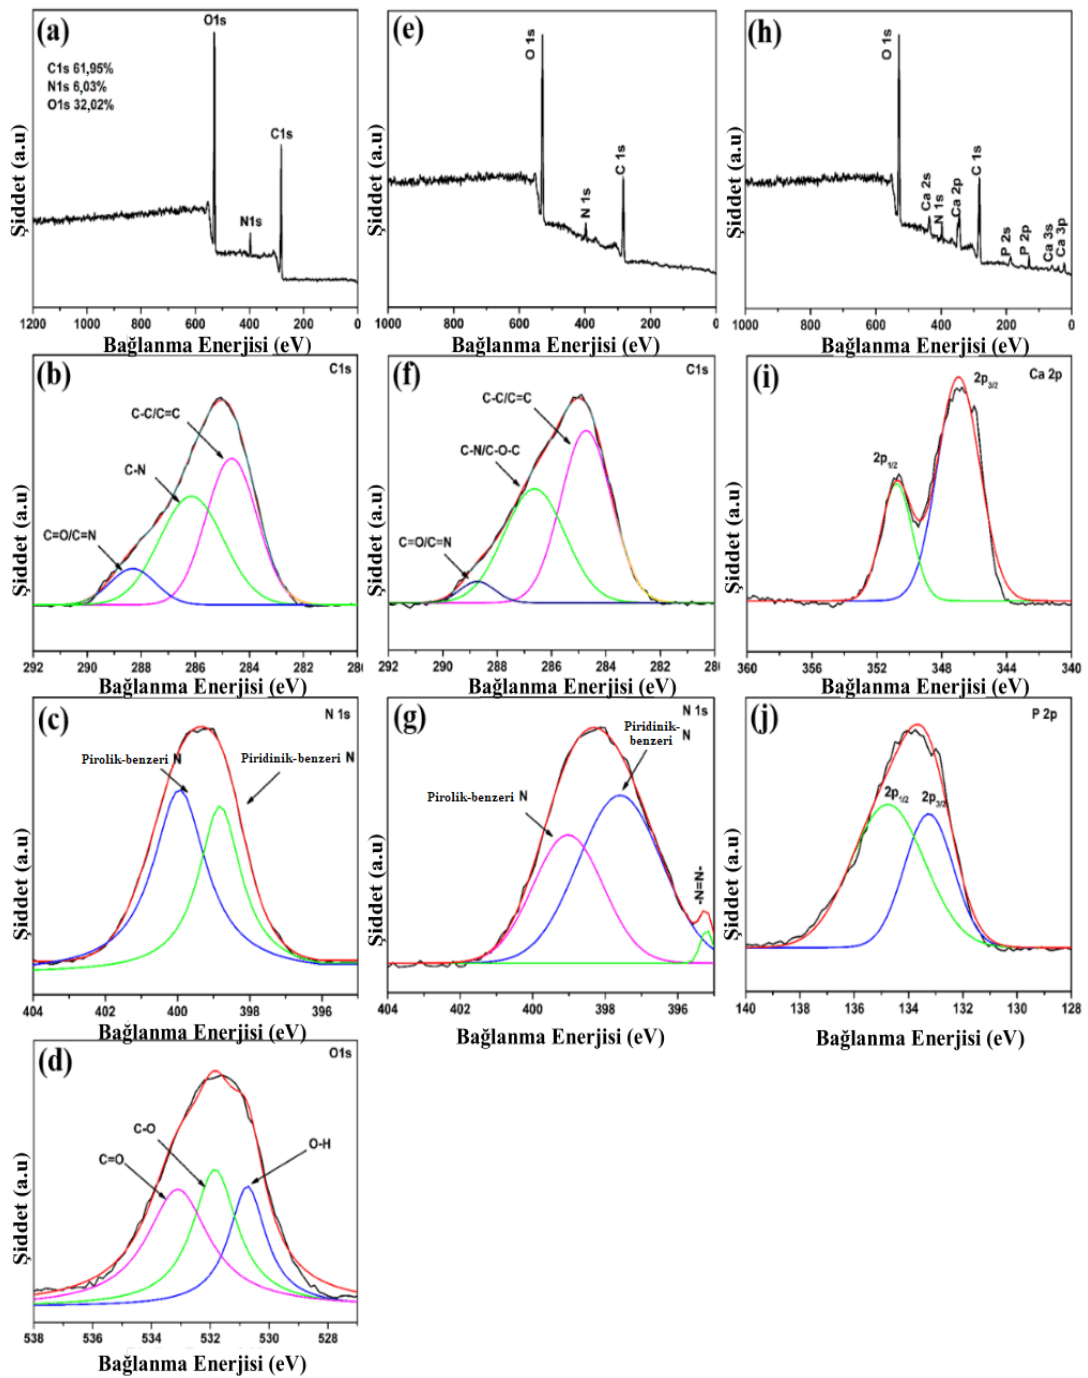 (a)
O1s
C1s 61,95%
N1s 6,03%
O1s 32,02%
C1s
N1s
Şiddet (a.u)
1200 1000 800 600 400 200 0
Bağlanma Enerjisi (eV)
(e)
O 1s
N 1s
C 1s
Şiddet (a.u)
1000 800 600 400 200 0
Bağlanma Enerjisi (eV)
(h)
O 1s
Ca 2s
N 1s
Ca 2p
C 1s
P 2s
P 2p
Ca 3s
Ca 3p
Şiddet (a.u)
1000 800 600 400 200 0
Bağlanma Enerjisi (eV)
(b)
C1s
C-C/C=C
C-N
C=O/C=N
Şiddet (a.u)
292 290 288 286 284 282 28
Bağlanma Enerjisi (eV)
(f)
C1s
C-C/C=C
C-N/C-O-C
C=O/C=N
Şiddet (a.u)
292 290 288 286 284 282 28
Bağlanma Enerjisi (eV)
(i)
2p3/2
Ca 2p
2p1/2
Şiddet (a.u)
360 356 352 348 344 340
Bağlanma Enerjisi (eV)
(c)
N 1s
Pirolik-benzeri N
Piridinik-benzeri N
Şiddet (a.u)
404 402 400 398 396
Bağlanma Enerjisi (eV)
(g)
N 1s
Piridinik-
benzeri N
Pirolik-benzeri N
-N=N-
Şiddet (a.u)
404 402 400 398 396
Bağlanma Enerjisi (eV)
(j)
P 2p
2p1/2
2p3/2
Şiddet (a.u)
140 138 136 134 132 130 128
Bağlanma Enerjisi (eV)
(d)
O1s
C-O
C=O
O-H
Şiddet (a.u)
538 536 534 532 530 528
Bağlanma Enerjisi (eV)